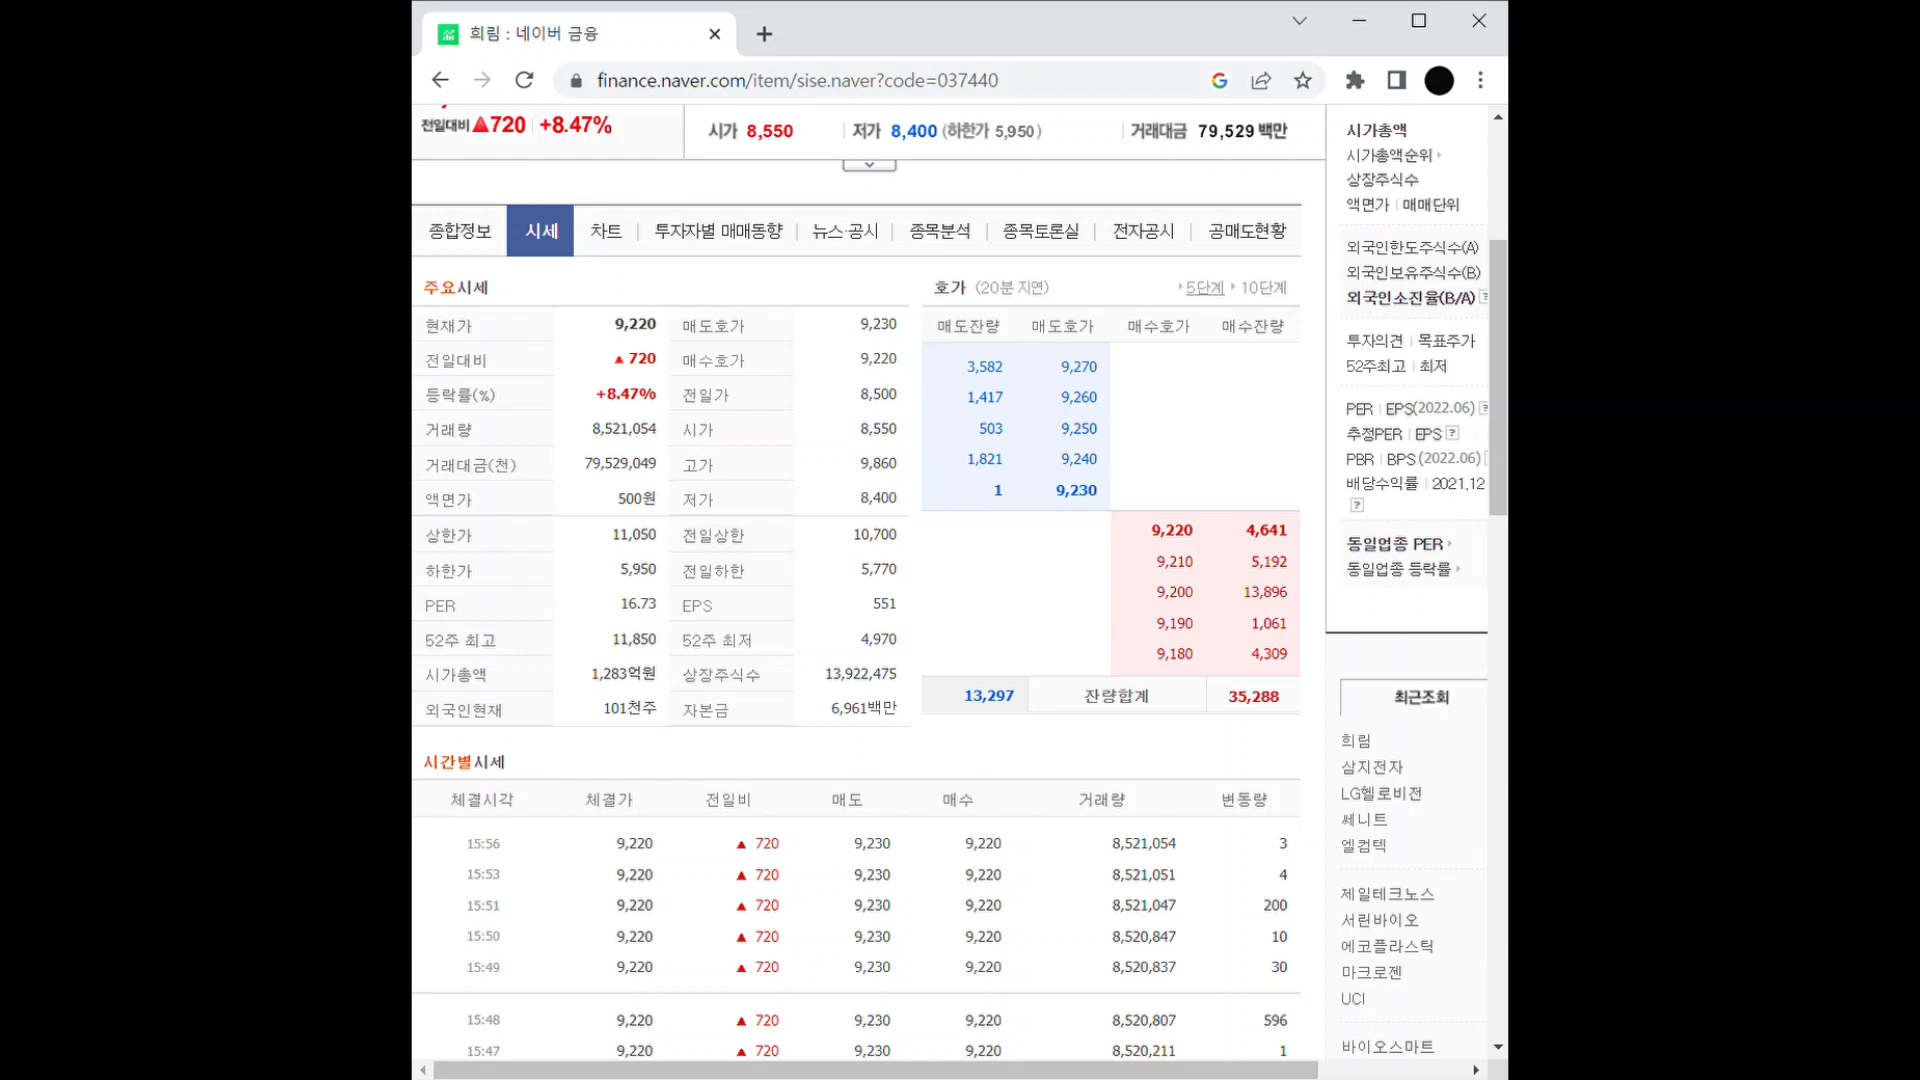 희림 : 네이버 금융
finance.naver.com/item/sise.naver?code=037440
전일대비 ▲720 +8.47%
시가 8,550 저가 8,400 (하한가 5,950) 거래대금 79,529 백만
종합정보 시세 차트 투자자별 매매동향 뉴스·공시 종목분석 종목토론실 전자공시 공매도현황
주요시세
현재가 9,220 매도호가 9,230
전일대비 ▲ 720 매수호가 9,220
등락률(%) +8.47% 전일가 8,500
거래량 8,521,054 시가 8,550
거래대금(천) 79,529,049 고가 9,860
액면가 500원 저가 8,400
상한가 11,050 전일상한 10,700
하한가 5,950 전일하한 5,770
PER 16.73 EPS 551
52주 최고 11,850 52주 최저 4,970
시가총액 1,283억원 상장주식수 13,922,475
외국인현재 101천주 자본금 6,961백만
호가 (20분 지연) 5단계 10단계
매도잔량 매도호가 매수호가 매수잔량
3,582 9,270
1,417 9,260
503 9,250
1,821 9,240
1 9,230
9,220 4,641
9,210 5,192
9,200 13,896
9,190 1,061
9,180 4,309
13,297 잔량합계 35,288
시간별시세
체결시각 체결가 전일비 매도 매수 거래량 변동량
15:56 9,220 ▲ 720 9,230 9,220 8,521,054 3
15:53 9,220 ▲ 720 9,230 9,220 8,521,051 4
15:51 9,220 ▲ 720 9,230 9,220 8,521,047 200
15:50 9,220 ▲ 720 9,230 9,220 8,520,847 10
15:49 9,220 ▲ 720 9,230 9,220 8,520,837 30
15:48 9,220 ▲ 720 9,230 9,220 8,520,807 596
15:47 9,220 ▲ 720 9,230 9,220 8,520,211 1
시가총액
시가총액순위
상장주식수
액면가 매매단위
외국인한도주식수(A)
외국인보유주식수(B)
외국인소진율(B/A) ?
투자의견 목표주가
52주최고 최저
PER EPS(2022.06) ?
추정PER EPS ?
PBR BPS (2022.06)
배당수익률 2021.12
?
동일업종 PER
동일업종 등락률
최근조회
희림
삼지전자
LG헬로비전
쎄니트
엘컴텍
제일테크노스
서린바이오
에코플라스틱
마크로젠
UCI
바이오스마트